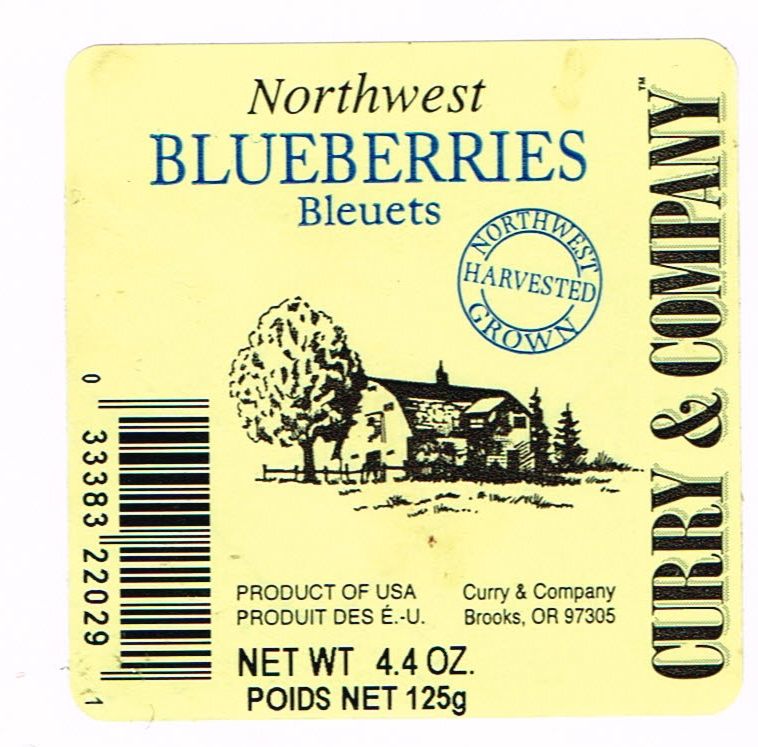 Northwest
BLUEBERRIES
Bleuets
NORTHWEST
HARVESTED
GROWN
CURRY & COMPANY™
0 33383 22029 1
PRODUCT OF USA
PRODUIT DES É.-U.
Curry & Company
Brooks, OR 97305
NET WT 4.4 OZ.
POIDS NET 125g